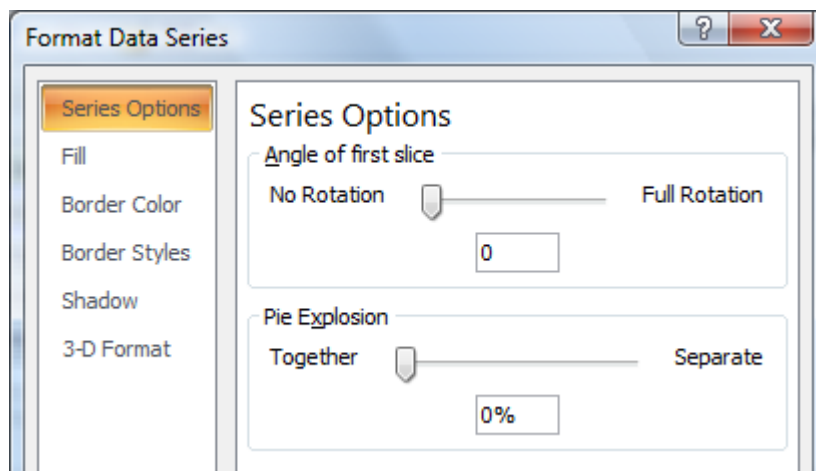 Format Data Series
?
X
Series Options
Fill
Border Color
Border Styles
Shadow
3-D Format
Series Options
Angle of first slice
No Rotation Full Rotation
0
Pie Explosion
Together Separate
0%